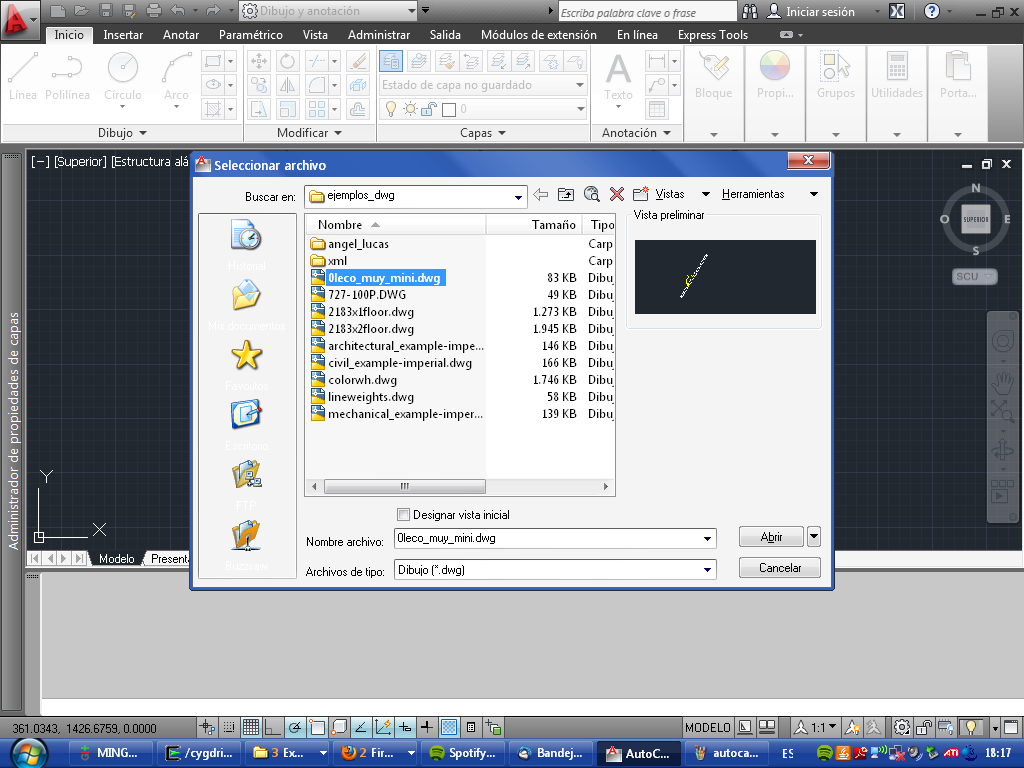 Dibujo y anotación
Escriba palabra clave o frase
Iniciar sesión
Inicio Insertar Anotar Paramétrico Vista Administrar Salida Módulos de extensión En línea Express Tools
Línea Polilínea Círculo Arco
Estado de capa no guardado
0
Texto Bloque Propi... Grupos Utilidades Porta...
Dibujo Modificar Capas Anotación
[−] [Superior] [Estructura alá
Seleccionar archivo
Buscar en: ejemplos_dwg Vistas Herramientas
Vista preliminar
Nombre Tamaño Tipo
angel_lucas Carp
xml Carp
0leco_muy_mini.dwg 83 KB Dibu
727-100P.DWG 49 KB Dibu
2183x1floor.dwg 1.273 KB Dibu
2183x2floor.dwg 1.945 KB Dibu
architectural_example-impe... 146 KB Dibu
civil_example-imperial.dwg 166 KB Dibu
colorwh.dwg 1.746 KB Dibu
lineweights.dwg 58 KB Dibu
mechanical_example-imper... 139 KB Dibu
Historial
Mis documentos
Favoritos
Escritorio
FTP
Buzzsaw
Designar vista inicial
Nombre archivo: 0leco_muy_mini.dwg Abrir
Archivos de tipo: Dibujo (*.dwg) Cancelar
N
O SUPERIOR E
S
SCU
Administrador de propiedades de capas
Y
X
Modelo Present
361.0343, 1426.6759, 0.0000 MODELO 1:1
MING... /cygdri... 3 Ex... 2 Fir... Spotify... Bandej... AutoC... autoca... ES ATI 18:17